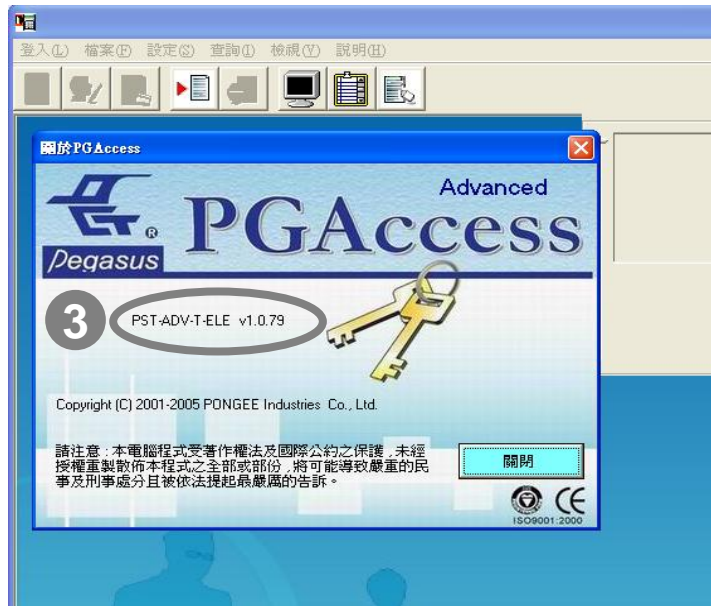 登入(L) 檔案(F) 設定(S) 查詢(I) 檢視(V) 說明(H)
關於PGAccess
Advanced
PGAccess
®
Pegasus
3
PST-ADV-T-ELE v1.0.79
Copyright (C) 2001-2005 PONGEE Industries Co., Ltd.
請注意:本電腦程式受著作權法及國際公約之保護,未經
授權重製散佈本程式之全部或部份,將可能導致嚴重的民
事及刑事處分且被依法提起最嚴厲的告訴。
關閉
CE
ISO9001:2000